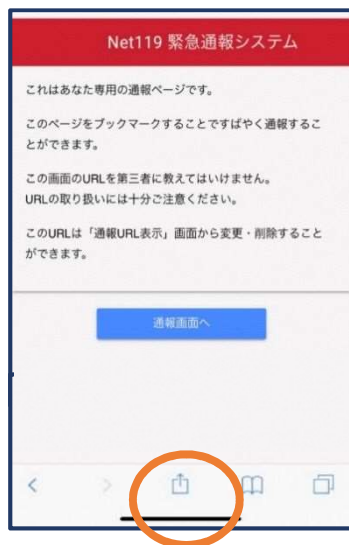 Net119 緊急通報システム
これはあなた専用の通報ページです。
このページをブックマークすることですばやく通報するこ
とができます。
この画面のURLを第三者に教えてはいけません。
URLの取り扱いには十分ご注意ください。
このURLは「通報URL表示」画面から変更・削除すること
ができます。
通報画面へ